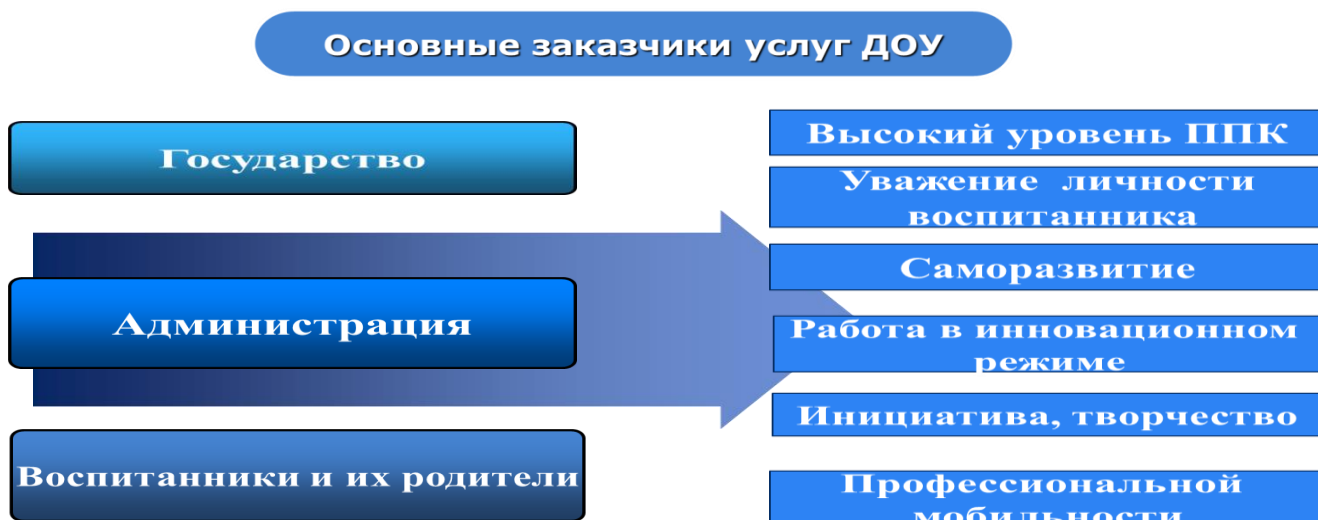 Основные заказчики услуг ДОУ
Государство
Администрация
Воспитанники и их родители
Высокий уровень ППК
Уважение личности
воспитанника
Саморазвитие
Работа в инновационном
режиме
Инициатива, творчество
Профессиональной
мобильности